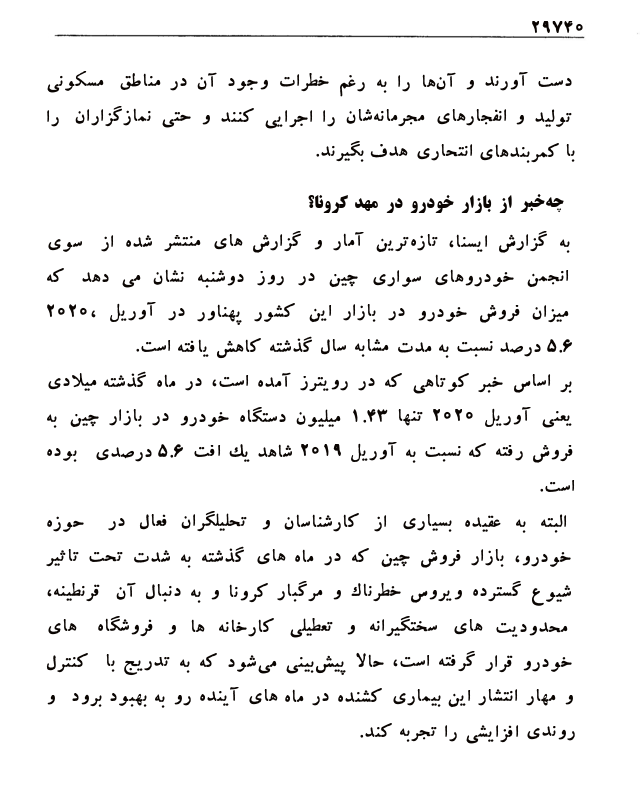 ۲۹۷۴۰
دست آورند و آن‌ها را به رغم خطرات وجود آن در مناطق مسکونی
تولید و انفجارهای مجرمانه‌شان را اجرایی کنند و حتی نمازگزاران را
با کمربندهای انتحاری هدف بگیرند.
چه‌خبر از بازار خودرو در مهد کرونا؟
به گزارش ایسنا، تازه‌ترین آمار و گزارش های منتشر شده از سوی
انجمن خودروهای سواری چین در روز دوشنبه نشان می دهد که
میزان فروش خودرو در بازار این کشور پهناور در آوریل ۲۰۲۰،
۵.۶ درصد نسبت به مدت مشابه سال گذشته کاهش یافته است.
بر اساس خبر کوتاهی که در رویترز آمده است، در ماه گذشته میلادی
یعنی آوریل ۲۰۲۰ تنها ۱.۴۳ میلیون دستگاه خودرو در بازار چین به
فروش رفته که نسبت به آوریل ۲۰۱۹ شاهد یك افت ۵.۶ درصدی بوده
است.
البته به عقیده بسیاری از کارشناسان و تحلیلگران فعال در حوزه
خودرو، بازار فروش چین که در ماه های گذشته به شدت تحت تاثیر
شیوع گسترده ویروس خطرناك و مرگبار کرونا و به دنبال آن قرنطینه،
محدودیت های سختگیرانه و تعطیلی کارخانه ها و فروشگاه های
خودرو قرار گرفته است، حالا پیش‌بینی می‌شود که به تدریج با کنترل
و مهار انتشار این بیماری کشنده در ماه های آینده رو به بهبود برود و
روندی افزایشی را تجربه کند.